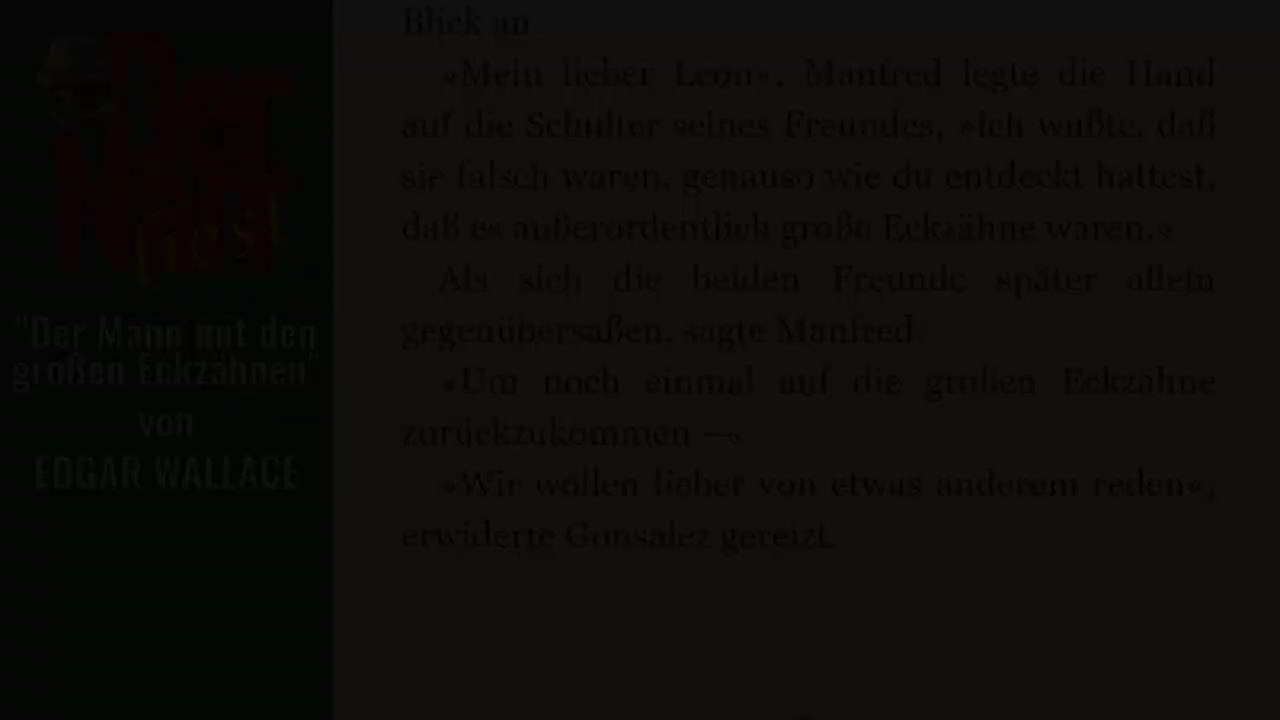 Der
Narr
liest
"Der Mann mit den
großen Eckzähnen"
von
EDGAR WALLACE
Blick an
»Mein lieber Leon«, Manfred legte die Hand
auf die Schulter seines Freundes, »ich wußte, daß
sie falsch waren, genauso wie du entdeckt hattest,
daß es außerordentlich große Eckzähne waren.«
Als sich die beiden Freunde später allein
gegenübersaßen, sagte Manfred:
»Um noch einmal auf die großen Eckzähne
zurückzukommen —«
»Wir wollen lieber von etwas anderem reden«,
erwiderte Gonsalez gereizt.